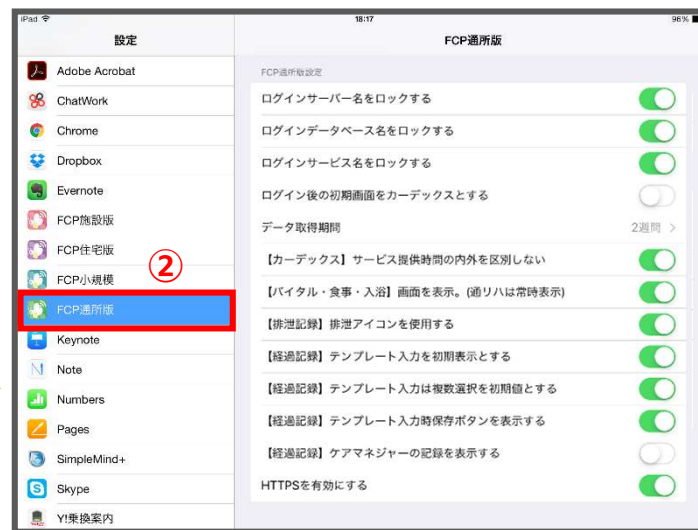 iPad
18:17
96%
設定
FCP通所版
Adobe Acrobat
ChatWork
Chrome
Dropbox
Evernote
FCP施設版
FCP住宅版
②
FCP小規模
FCP通所版
Keynote
Note
Numbers
Pages
SimpleMind+
Skype
Y!乗換案内
FCP通所版設定
ログインサーバー名をロックする
ログインデータベース名をロックする
ログインサービス名をロックする
ログイン後の初期画面をカーデックスとする
データ取得期間 2週間 >
【カーデックス】サービス提供時間の内外を区別しない
【バイタル・食事・入浴】画面を表示。(通リハは常時表示)
【排泄記録】排泄アイコンを使用する
【経過記録】テンプレート入力を初期表示とする
【経過記録】テンプレート入力は複数選択を初期値とする
【経過記録】テンプレート入力時保存ボタンを表示する
【経過記録】ケアマネジャーの記録を表示する
HTTPSを有効にする